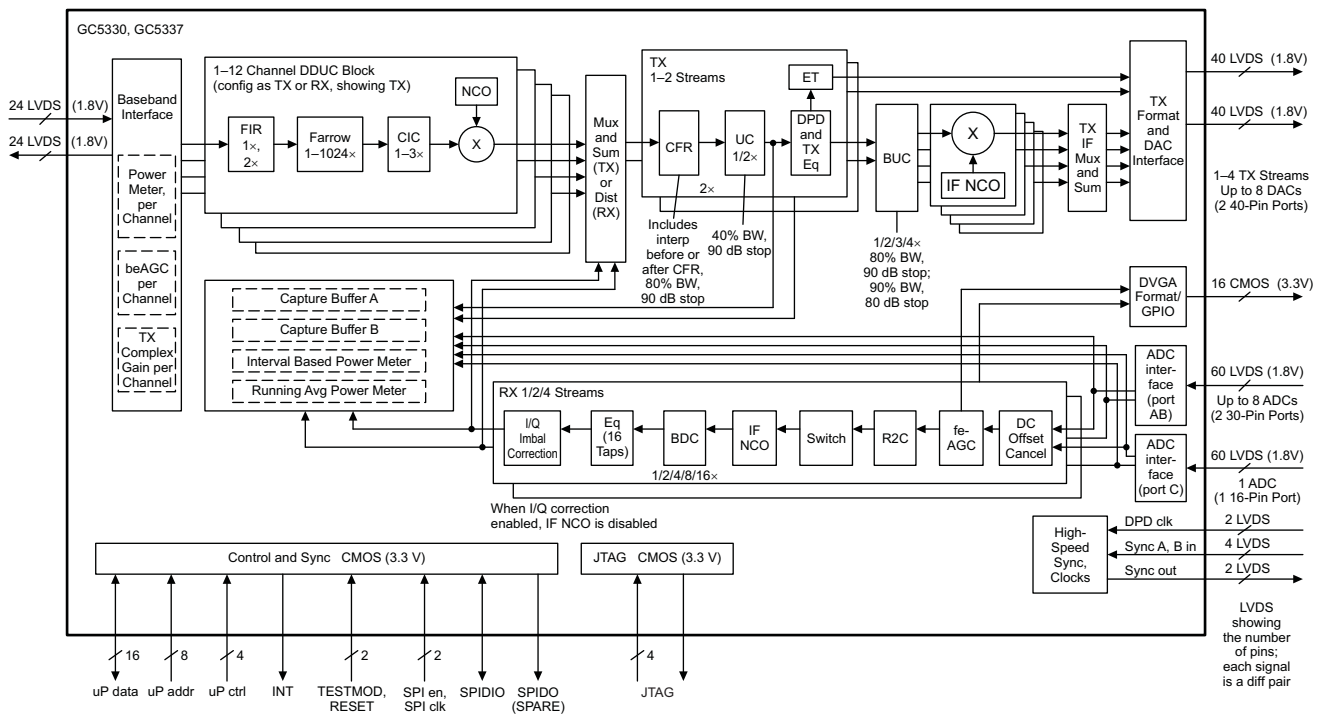 GC5330, GC5337
24 LVDS (1.8V)
24 LVDS (1.8V)
Baseband
Interface
Power
Meter, per
Channel
beAGC
per
Channel
TX
Complex
Gain per
Channel
1–12 Channel DDUC Block
(config as TX or RX, showing TX)
NCO
FIR
1×,
2×
Farrow
1–1024×
CIC
1–3×
X
Mux
and
Sum
(TX)
or
Dist
(RX)
TX
1–2 Streams
ET
CFR
UC
1/2×
DPD
and
TX
Eq
2×
Includes
interp
before or
after CFR,
80% BW,
90 dB stop
40% BW,
90 dB stop
BUC
1/2/3/4×
80% BW,
90 dB stop;
90% BW,
80 dB stop
X
IF NCO
TX
IF
Mux
and
Sum
TX
Format
and
DAC
Interface
40 LVDS (1.8V)
40 LVDS (1.8V)
1–4 TX Streams
Up to 8 DACs
(2 40-Pin Ports)
DVGA
Format/
GPIO
16 CMOS (3.3V)
Capture Buffer A
Capture Buffer B
Interval Based Power Meter
Running Avg Power Meter
RX 1/2/4 Streams
I/Q
Imbal
Correction
Eq
(16
Taps)
BDC
IF
NCO
Switch
R2C
fe-
AGC
DC
Offset
Cancel
1/2/4/8/16×
When I/Q correction
enabled, IF NCO is disabled
ADC
inter-
face
(port
AB)
60 LVDS (1.8V)
Up to 8 ADCs
(2 30-Pin Ports)
ADC
inter-
face
(port C)
60 LVDS (1.8V)
1 ADC
(1 16-Pin Port)
High-
Speed
Sync,
Clocks
DPD clk
Sync A, B in
Sync out
2 LVDS
4 LVDS
2 LVDS
LVDS
showing
the number
of pins;
each signal
is a diff pair
Control and Sync CMOS (3.3 V)
JTAG CMOS (3.3 V)
16
8
4
2
2
4
uP data
uP addr
uP ctrl
INT
TESTMOD,
RESET
SPI en,
SPI clk
SPIDIO
SPIDO
(SPARE)
JTAG